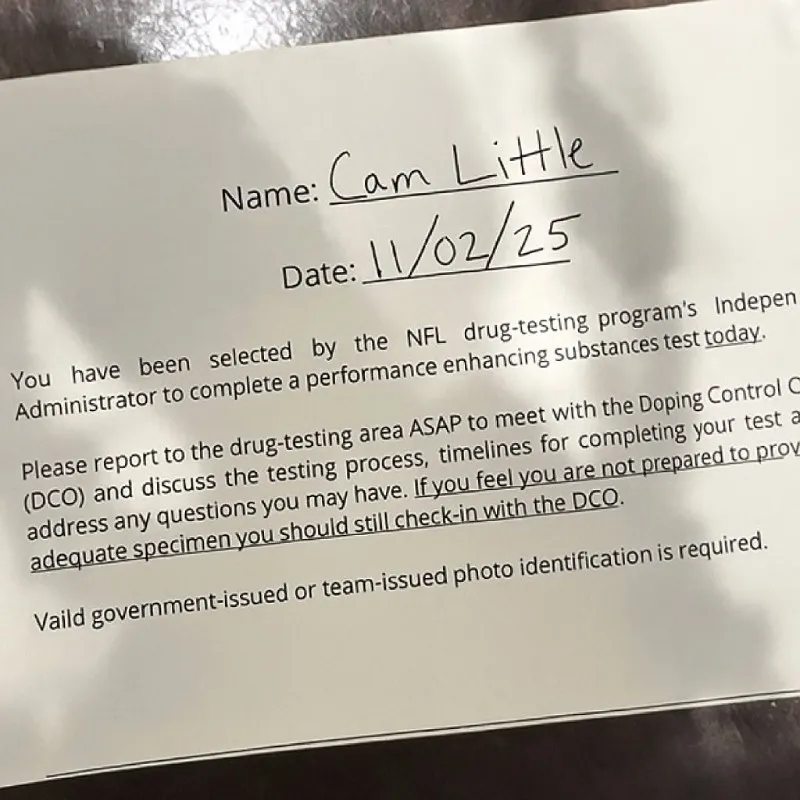 Name: Cam Little
Date: 11/02/25
You have been selected by the NFL drug-testing program's Indepen
Administrator to complete a performance enhancing substances test today.
Please report to the drug-testing area ASAP to meet with the Doping Control O
(DCO) and discuss the testing process, timelines for completing your test a
address any questions you may have. If you feel you are not prepared to prov
adequate specimen you should still check-in with the DCO.
Vaild government-issued or team-issued photo identification is required.